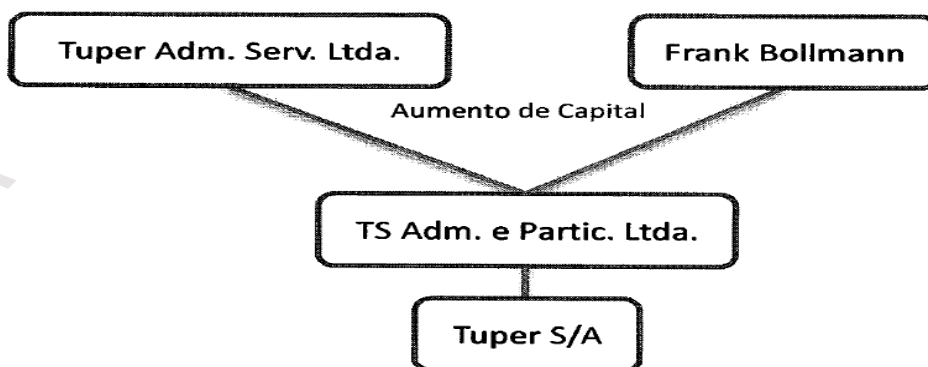 Tuper Adm. Serv. Ltda.
Frank Bollmann
Aumento de Capital
TS Adm. e Partic. Ltda.
Tuper S/A